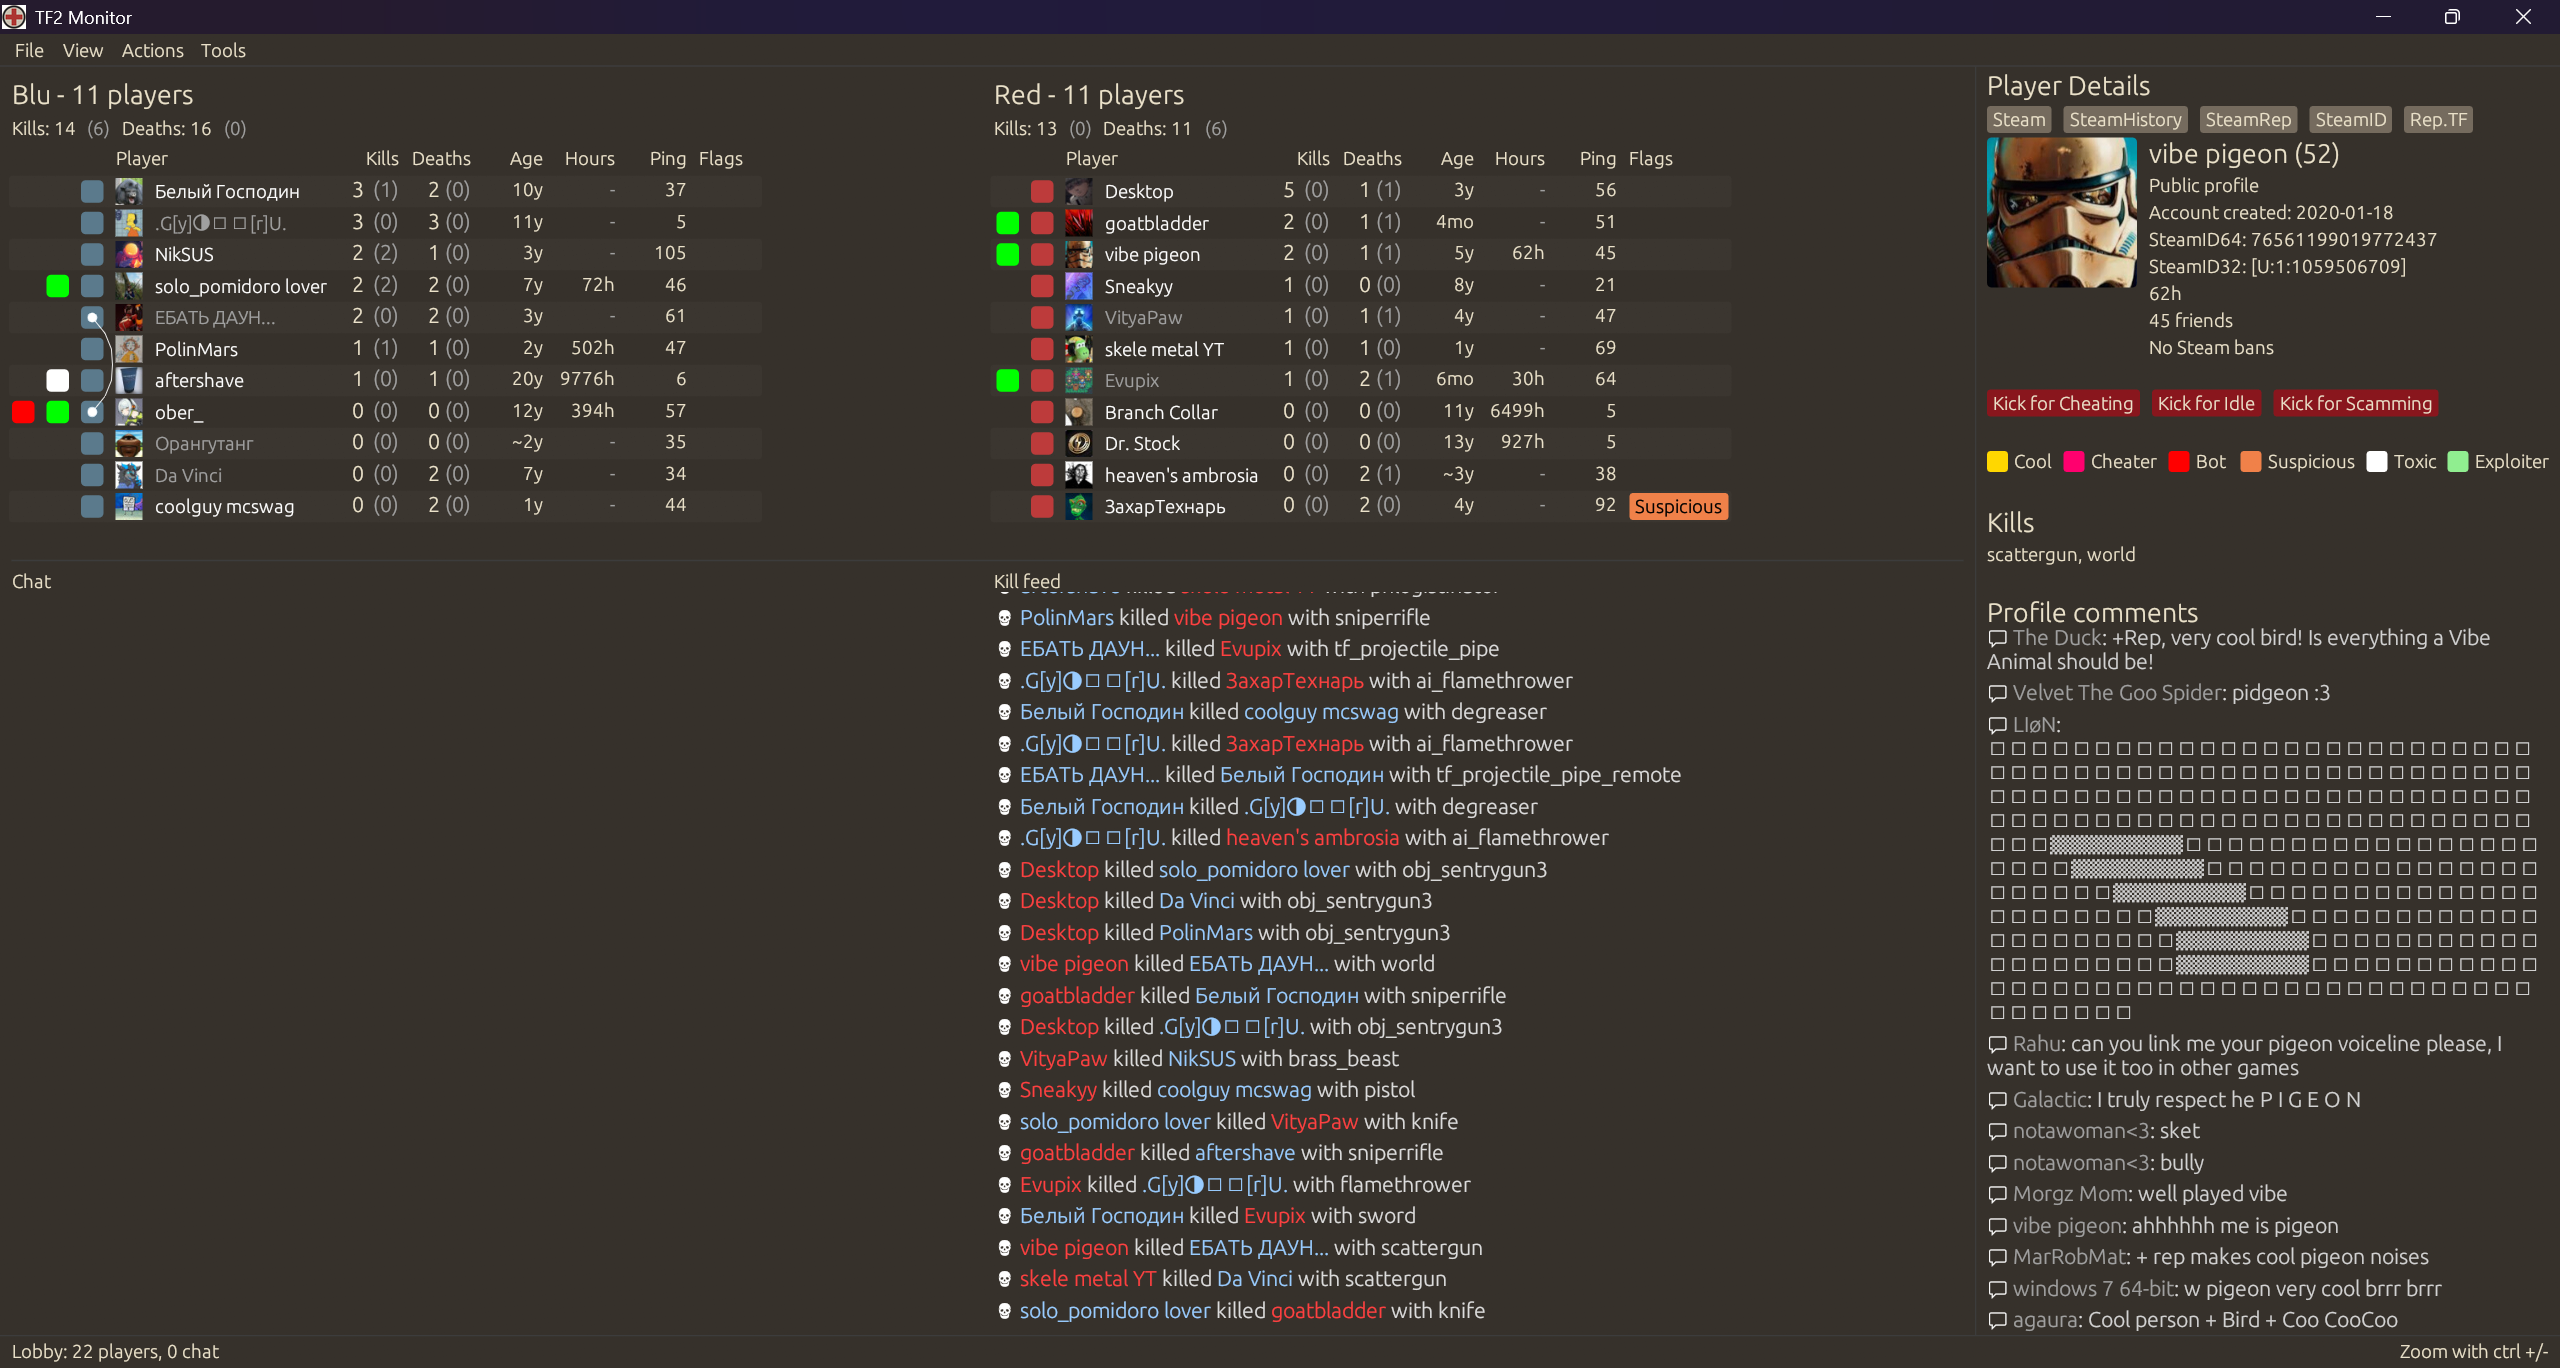 TF2 Monitor
File View Actions Tools
Blu - 11 players
Kills: 14 (6) Deaths: 16 (0)
Player Kills Deaths Age Hours Ping Flags
Белый Господин 3 (1) 2 (0) 10y - 37
.G[y]◑□ □[r]U. 3 (0) 3 (0) 11y - 5
NikSUS 2 (2) 1 (0) 3y - 105
solo_pomidoro lover 2 (2) 2 (0) 7y 72h 46
ЕБАТЬ ДАУН... 2 (0) 2 (0) 3y - 61
PolinMars 1 (1) 1 (0) 2y 502h 47
aftershave 1 (0) 1 (0) 20y 9776h 6
ober_ 0 (0) 0 (0) 12y 394h 57
Орангутанг 0 (0) 0 (0) ~2y - 35
Da Vinci 0 (0) 2 (0) 7y - 34
coolguy mcswag 0 (0) 2 (0) 1y - 44
Red - 11 players
Kills: 13 (0) Deaths: 11 (6)
Player Kills Deaths Age Hours Ping Flags
Desktop 5 (0) 1 (1) 3y - 56
goatbladder 2 (0) 1 (1) 4mo - 51
vibe pigeon 2 (0) 1 (1) 5y 62h 45
Sneakyy 1 (0) 0 (0) 8y - 21
VityaPaw 1 (0) 1 (1) 4y - 47
skele metal YT 1 (0) 1 (0) 1y - 69
Evupix 1 (0) 2 (1) 6mo 30h 64
Branch Collar 0 (0) 0 (0) 11y 6499h 5
Dr. Stock 0 (0) 0 (0) 13y 927h 5
heaven's ambrosia 0 (0) 2 (1) ~3y - 38
ЗахарТехнарь 0 (0) 2 (0) 4y - 92 Suspicious
Chat
Kill feed
PolinMars killed vibe pigeon with sniperrifle
ЕБАТЬ ДАУН... killed Evupix with tf_projectile_pipe
.G[y]◑□ □[r]U. killed ЗахарТехнарь with ai_flamethrower
Белый Господин killed coolguy mcswag with degreaser
.G[y]◑□ □[r]U. killed ЗахарТехнарь with ai_flamethrower
ЕБАТЬ ДАУН... killed Белый Господин with tf_projectile_pipe_remote
Белый Господин killed .G[y]◑□ □[r]U. with degreaser
.G[y]◑□ □[r]U. killed heaven's ambrosia with ai_flamethrower
Desktop killed solo_pomidoro lover with obj_sentrygun3
Desktop killed Da Vinci with obj_sentrygun3
Desktop killed PolinMars with obj_sentrygun3
vibe pigeon killed ЕБАТЬ ДАУН... with world
goatbladder killed Белый Господин with sniperrifle
Desktop killed .G[y]◑□ □[r]U. with obj_sentrygun3
VityaPaw killed NikSUS with brass_beast
Sneakyy killed coolguy mcswag with pistol
solo_pomidoro lover killed VityaPaw with knife
goatbladder killed aftershave with sniperrifle
Evupix killed .G[y]◑□ □[r]U. with flamethrower
Белый Господин killed Evupix with sword
vibe pigeon killed ЕБАТЬ ДАУН... with scattergun
skele metal YT killed Da Vinci with scattergun
solo_pomidoro lover killed goatbladder with knife
Player Details
Steam SteamHistory SteamRep SteamID Rep.TF
vibe pigeon (52)
Public profile
Account created: 2020-01-18
SteamID64: 76561199019772437
SteamID32: [U:1:1059506709]
62h
45 friends
No Steam bans
Kick for Cheating Kick for Idle Kick for Scamming
Cool Cheater Bot Suspicious Toxic Exploiter
Kills
scattergun, world
Profile comments
The Duck: +Rep, very cool bird! Is everything a Vibe
Animal should be!
Velvet The Goo Spider: pidgeon :3
LIøN:
Rahu: can you link me your pigeon voiceline please, I
want to use it too in other games
Galactic: I truly respect he P I G E O N
notawoman<3: sket
notawoman<3: bully
Morgz Mom: well played vibe
vibe pigeon: ahhhhhh me is pigeon
MarRobMat: + rep makes cool pigeon noises
windows 7 64-bit: w pigeon very cool brrr brrr
agaura: Cool person + Bird + Coo CooCoo
Lobby: 22 players, 0 chat
Zoom with ctrl +/-